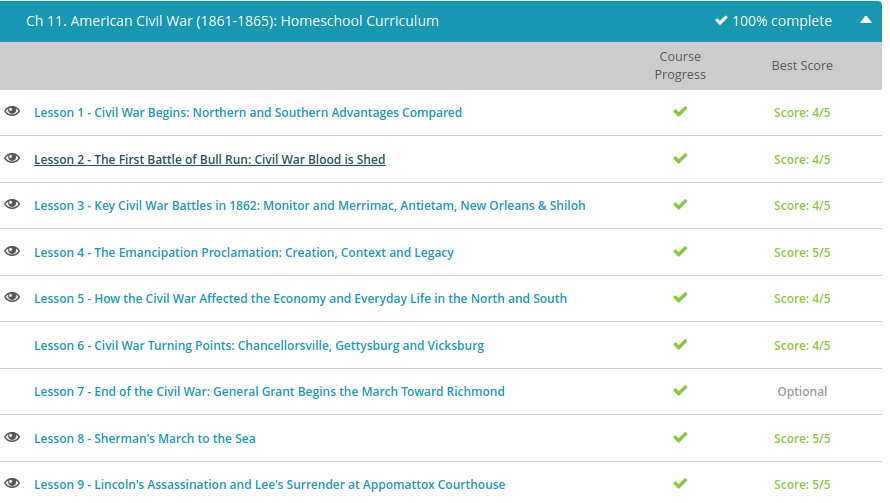 Ch 11. American Civil War (1861-1865): Homeschool Curriculum 100% complete
Course Progress Best Score
Lesson 1 - Civil War Begins: Northern and Southern Advantages Compared Score: 4/5
Lesson 2 - The First Battle of Bull Run: Civil War Blood is Shed Score: 4/5
Lesson 3 - Key Civil War Battles in 1862: Monitor and Merrimac, Antietam, New Orleans & Shiloh Score: 4/5
Lesson 4 - The Emancipation Proclamation: Creation, Context and Legacy Score: 5/5
Lesson 5 - How the Civil War Affected the Economy and Everyday Life in the North and South Score: 4/5
Lesson 6 - Civil War Turning Points: Chancellorsville, Gettysburg and Vicksburg Score: 4/5
Lesson 7 - End of the Civil War: General Grant Begins the March Toward Richmond Optional
Lesson 8 - Sherman's March to the Sea Score: 5/5
Lesson 9 - Lincoln's Assassination and Lee's Surrender at Appomattox Courthouse Score: 5/5